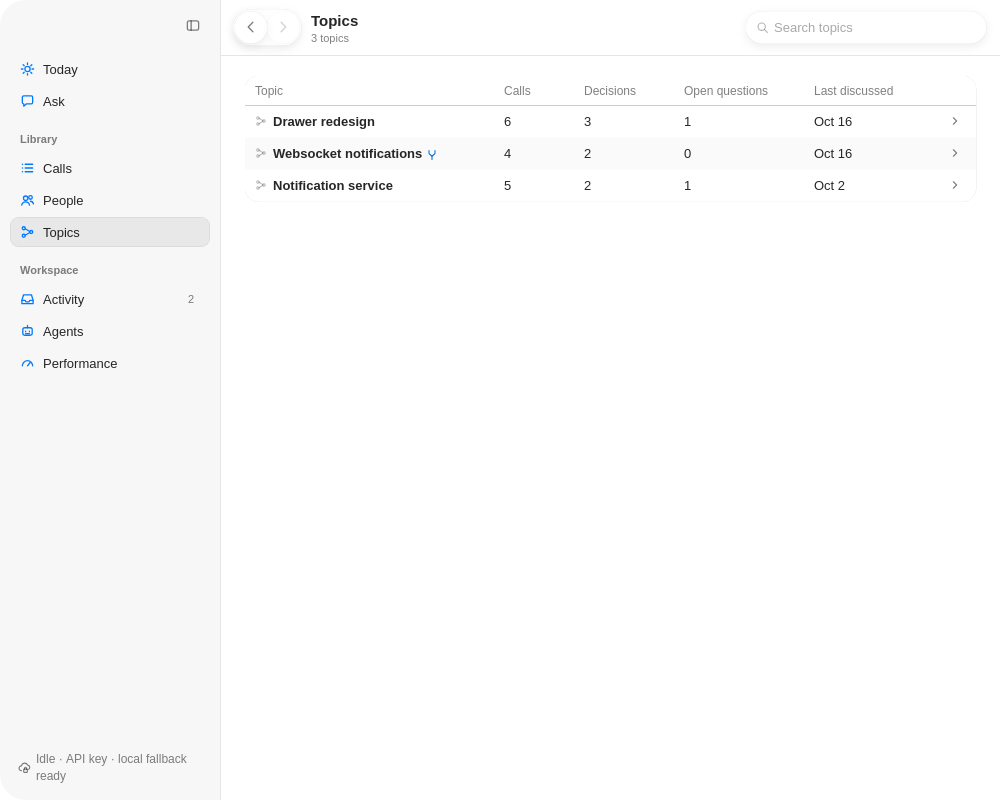 Today
Ask
Library
Calls
People
Topics
Workspace
Activity 2
Agents
Performance
Idle · API key · local fallback
ready
Topics
3 topics
Search topics
Topic Calls Decisions Open questions Last discussed
Drawer redesign 6 3 1 Oct 16
Websocket notifications 4 2 0 Oct 16
Notification service 5 2 1 Oct 2